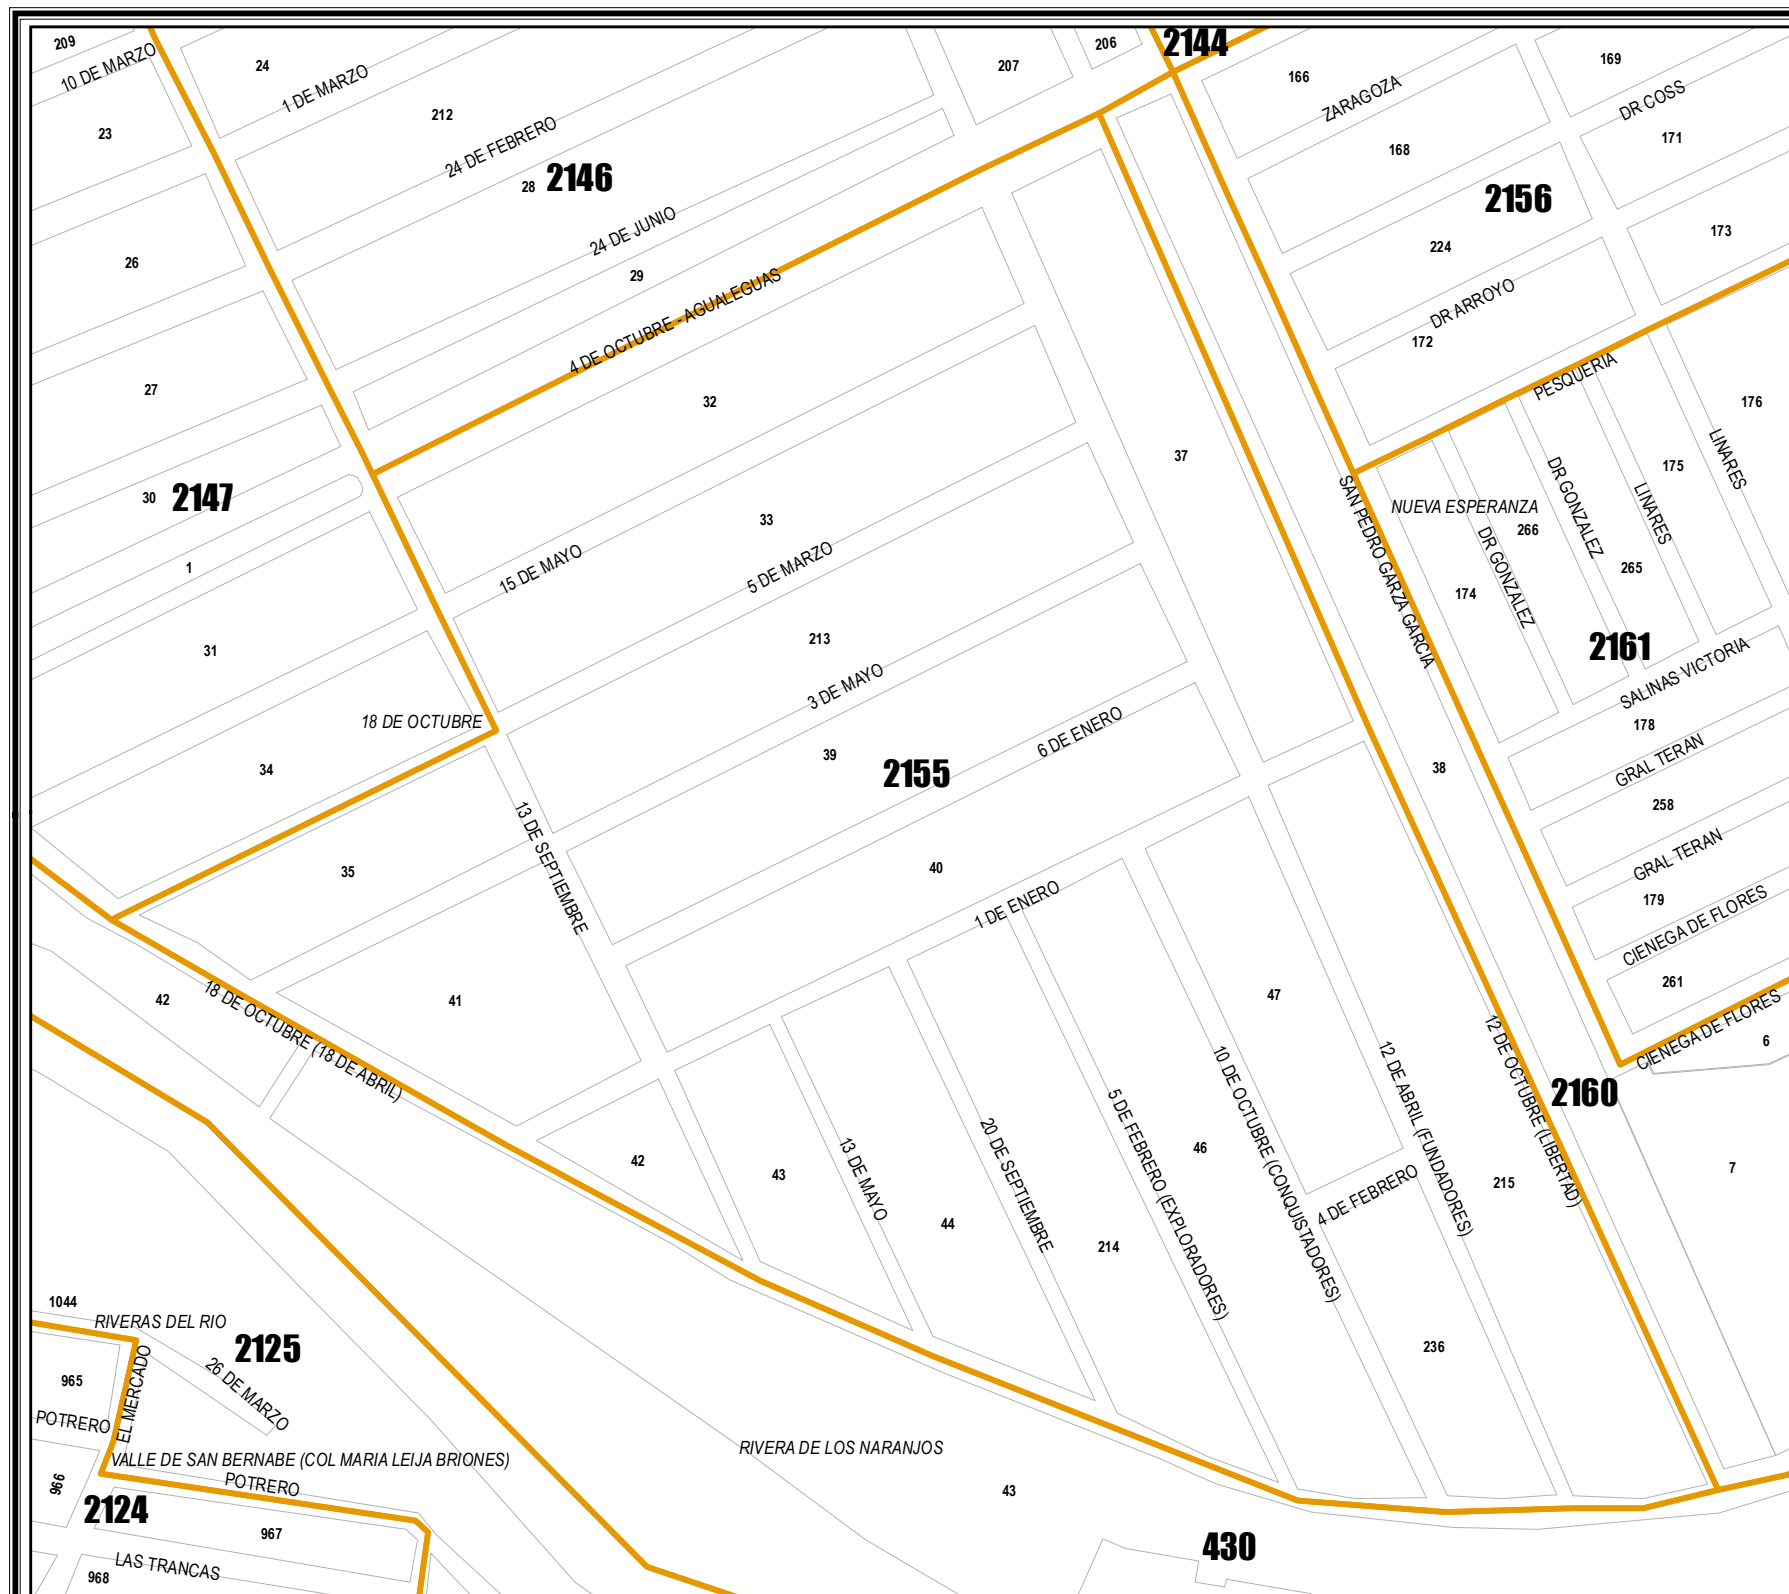 209
10 DE MARZO
24
1 DE MARZO
212
24 DE FEBRERO
207
206
2144
166
ZARAGOZA
169
DR COSS
171
168
23
28
2146
2156
173
224
24 DE JUNIO
26
29
4 DE OCTUBRE - AGUALEGUAS
DR ARROYO
172
PESQUERIA
27
32
37
176
LINARES
175
DR GONZALEZ
LINARES
30
2147
33
SAN PEDRO GARZA GARCIA
NUEVA ESPERANZA
266
DR GONZALEZ
265
174
1
15 DE MAYO
5 DE MARZO
31
213
2161
3 DE MAYO
SALINAS VICTORIA
178
18 DE OCTUBRE
6 DE ENERO
GRAL TERAN
34
39
2155
38
258
13 DE SEPTIEMBRE
GRAL TERAN
35
40
1 DE ENERO
179
CIENEGA DE FLORES
261
42
18 DE OCTUBRE (18 DE ABRIL)
41
47
CIENEGA DE FLORES
6
12 DE OCTUBRE (LIBERTAD)
2160
12 DE ABRIL (FUNDADORES)
10 DE OCTUBRE (CONQUISTADORES)
5 DE FEBRERO (EXPLORADORES)
20 DE SEPTIEMBRE
13 DE MAYO
42
43
46
7
4 DE FEBRERO
215
44
214
1044
RIVERAS DEL RIO
2125
236
965
EL MERCADO
26 DE MARZO
POTRERO
VALLE DE SAN BERNABE (COL MARIA LEIJA BRIONES)
RIVERA DE LOS NARANJOS
966
POTRERO
43
2124
967
430
LAS TRANCAS
968